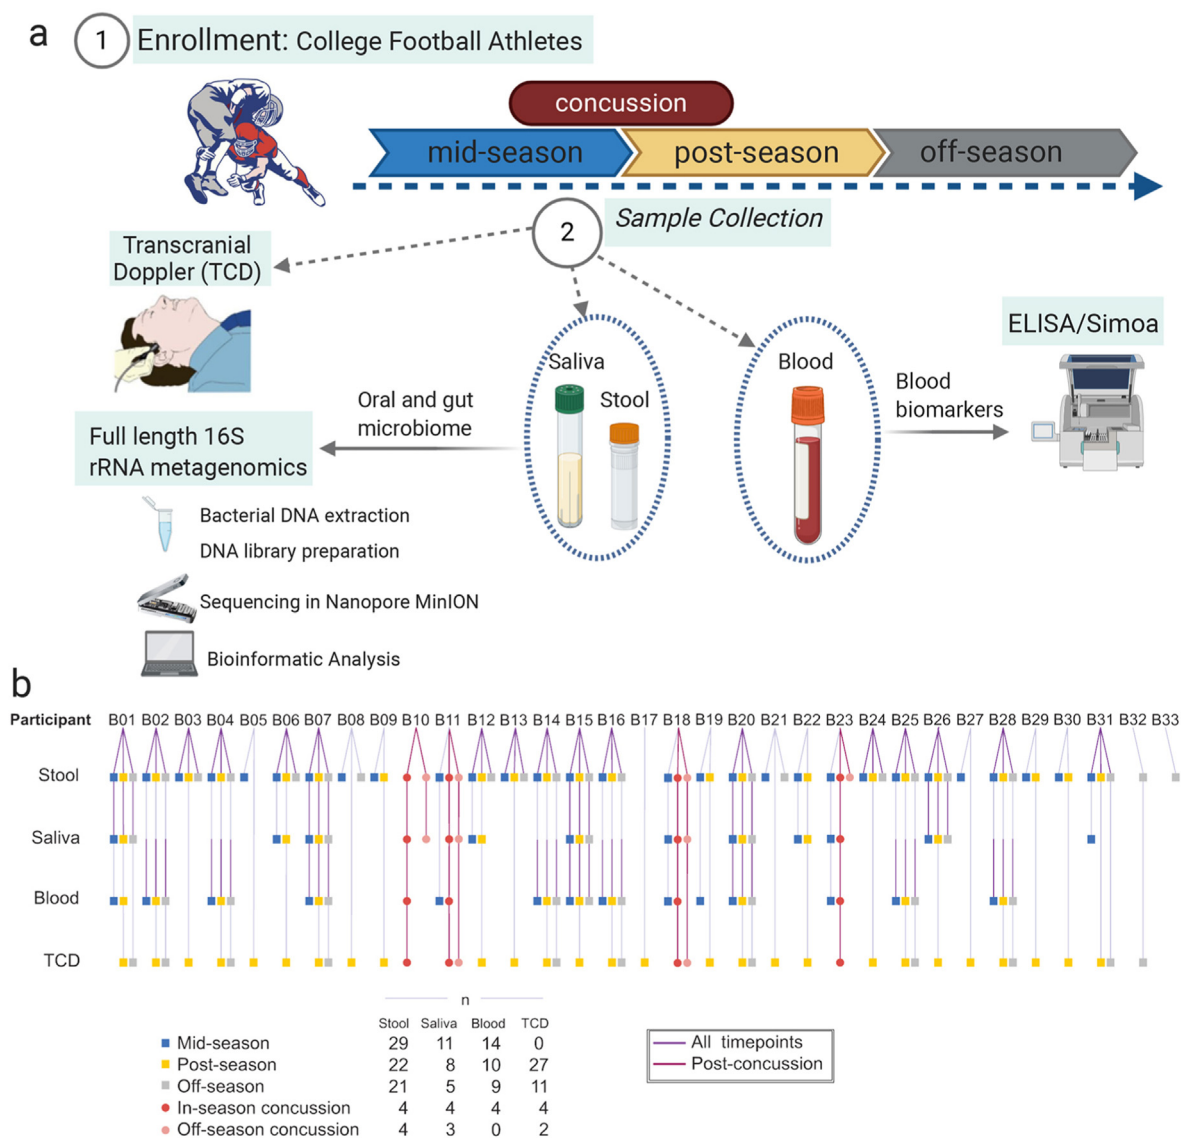 a
1 Enrollment: College Football Athletes
concussion
mid-season post-season off-season
2 Sample Collection
Transcranial
Doppler (TCD)
ELISA/Simoa
Saliva
Stool
Blood
Blood
biomarkers
Oral and gut
microbiome
Full length 16S
rRNA metagenomics
Bacterial DNA extraction
DNA library preparation
Sequencing in Nanopore MinION
Bioinformatic Analysis
b
Participant B01 B02 B03 B04 B05 B06 B07 B08 B09 B10 B11 B12 B13 B14 B15 B16 B17 B18 B19 B20 B21 B22 B23 B24 B25 B26 B27 B28 B29 B30 B31 B32 B33
Stool
Saliva
Blood
TCD
n
Stool Saliva Blood TCD
Mid-season 29 11 14 0
Post-season 22 8 10 27
Off-season 21 5 9 11
In-season concussion 4 4 4 4
Off-season concussion 4 3 0 2
All timepoints
Post-concussion